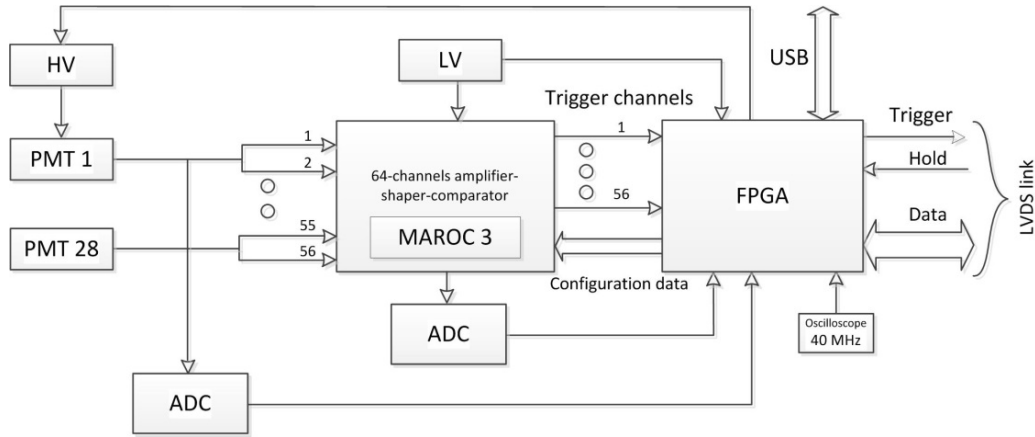 HV
LV
USB
Trigger channels
Trigger
PMT 1
1
2
64-channels amplifier-
shaper-comparator
MAROC 3
1
56
FPGA
Hold
Data
LVDS link
PMT 28
55
56
Configuration data
ADC
Oscilloscope
40 MHz
ADC